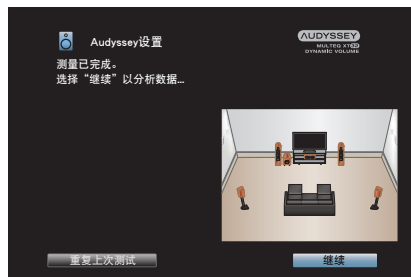 Audyssey设置
AUDYSSEY
MULTEQ XT32
DYNAMIC VOLUME
测量已完成。
选择“继续”以分析数据...
重复上次测试
继续